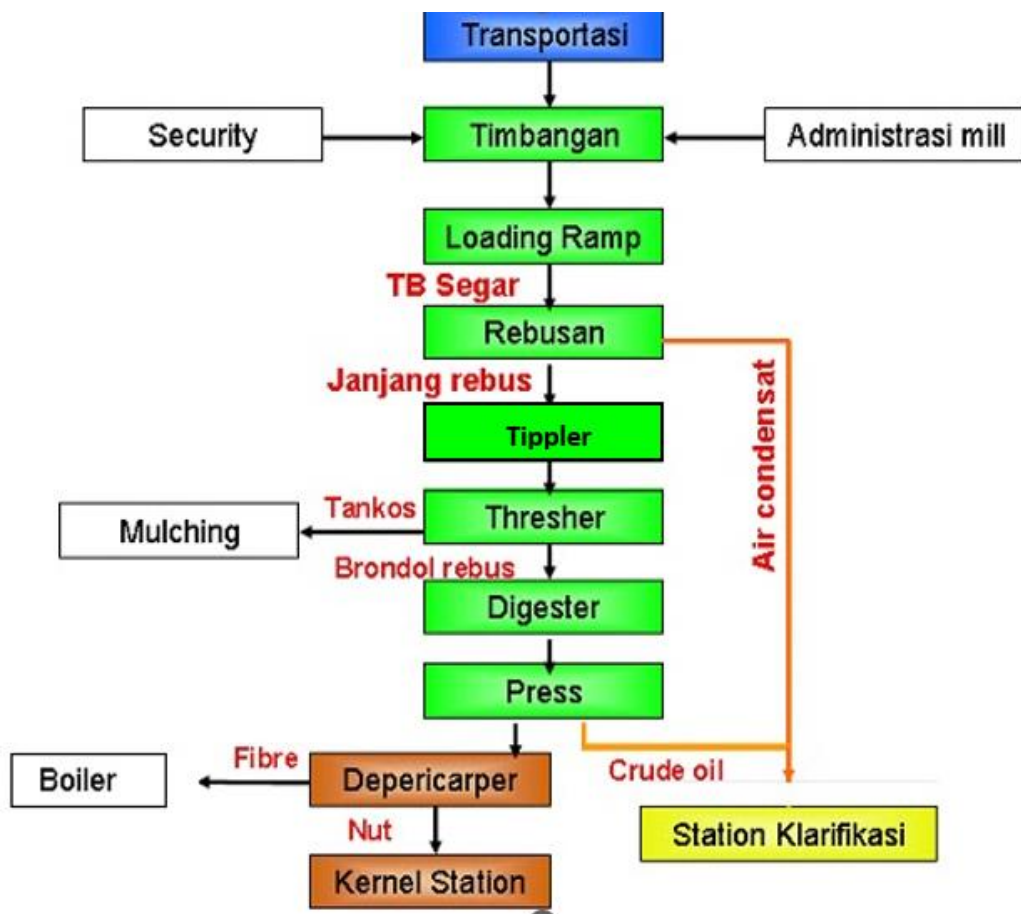 Transportasi
Security
Timbangan
Administrasi mill
Loading Ramp
TB Segar
Rebusan
Janjang rebus
Air condensat
Tippler
Tankos
Thresher
Mulching
Brondol rebus
Digester
Press
Fibre
Crude oil
Boiler
Depericarper
Nut
Station Klarifikasi
Kernel Station